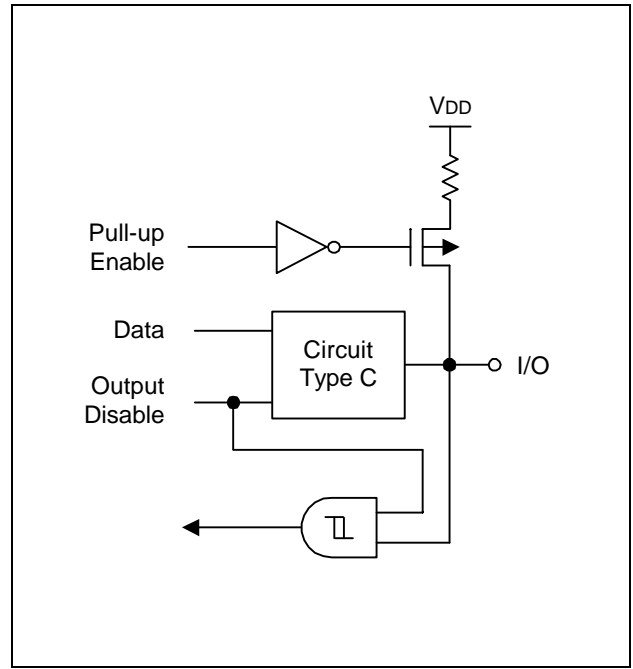 VDD
Pull-up
Enable
Data
Circuit
Type C
I/O
Output
Disable